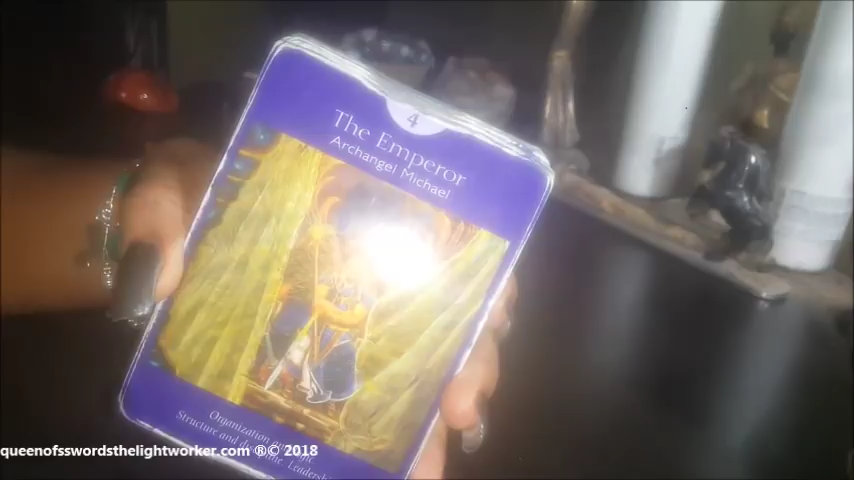 4
The Emperor
Archangel Michael
Organization
Structure and
queenofsswordsthelightworker.com ®© 2018